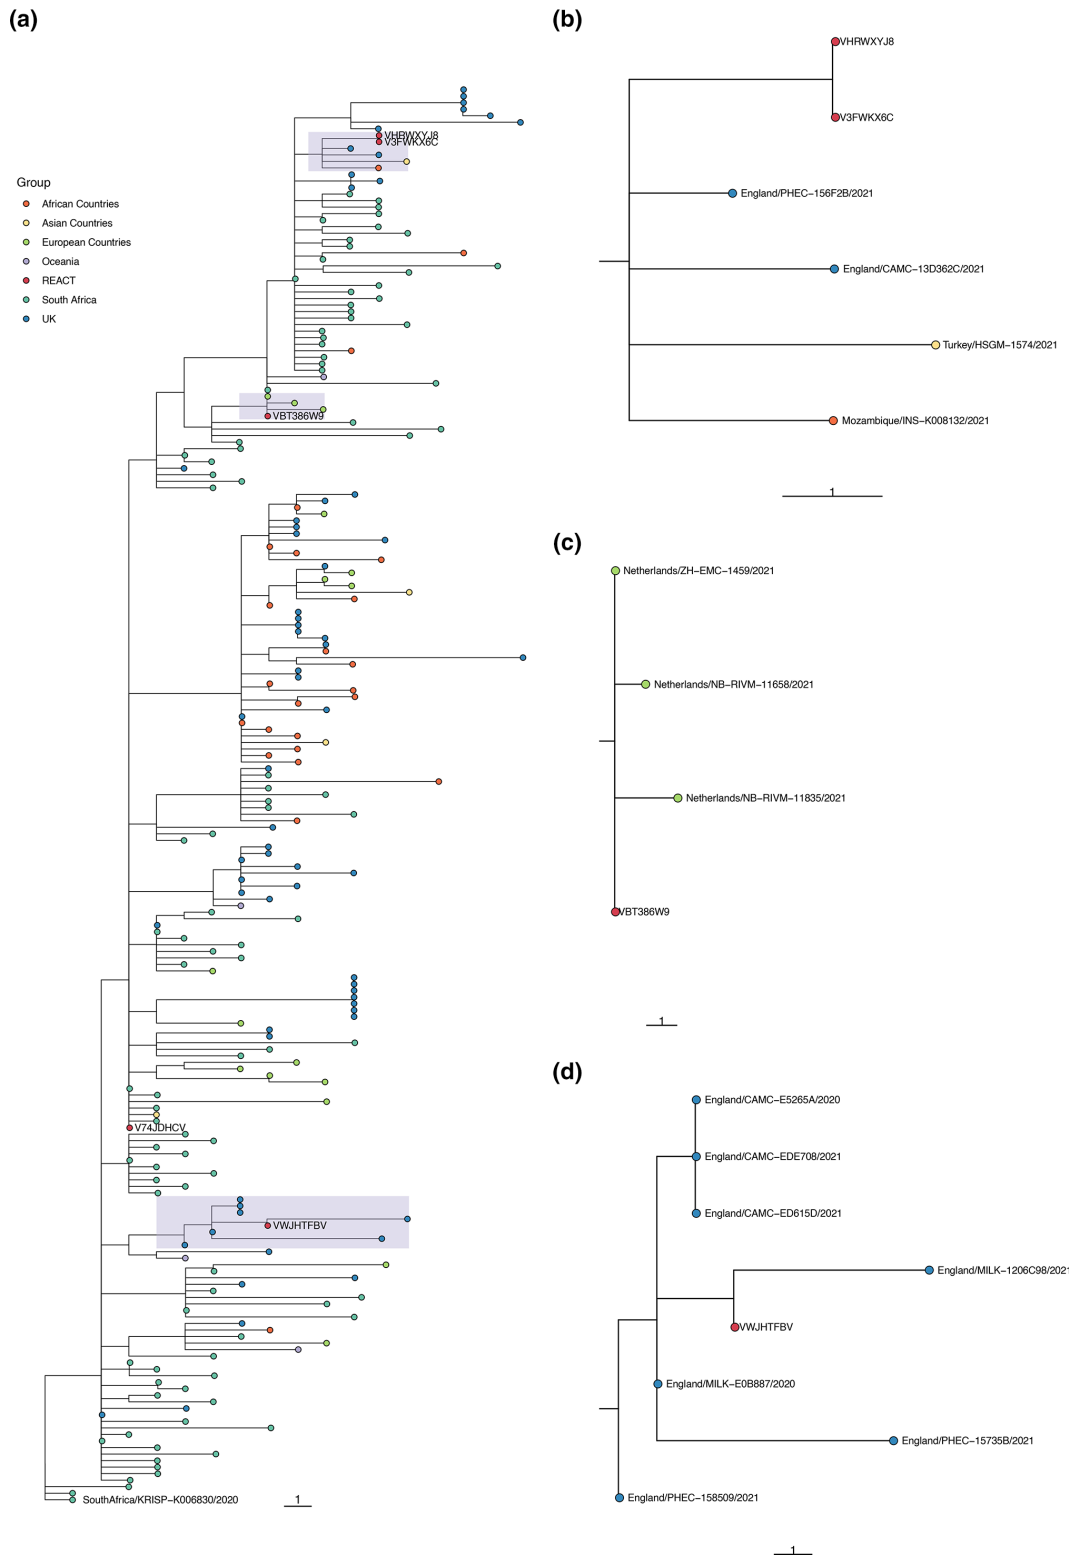 (a)
Group
African Countries
Asian Countries
European Countries
Oceania
REACT
South Africa
UK
VHRWXYJ8
V3FWKX6C
VBT386W9
V74JDHCV
VWJHTFBV
SouthAfrica/KRISP−K006830/2020
1
(b)
VHRWXYJ8
V3FWKX6C
England/PHEC−156F2B/2021
England/CAMC−13D362C/2021
Turkey/HSGM−1574/2021
Mozambique/INS−K008132/2021
1
(c)
Netherlands/ZH−EMC−1459/2021
Netherlands/NB−RIVM−11658/2021
Netherlands/NB−RIVM−11835/2021
VBT386W9
1
(d)
England/CAMC−E5265A/2020
England/CAMC−EDE708/2021
England/CAMC−ED615D/2021
England/MILK−1206C98/2021
VWJHTFBV
England/MILK−E0B887/2020
England/PHEC−15735B/2021
England/PHEC−158509/2021
1